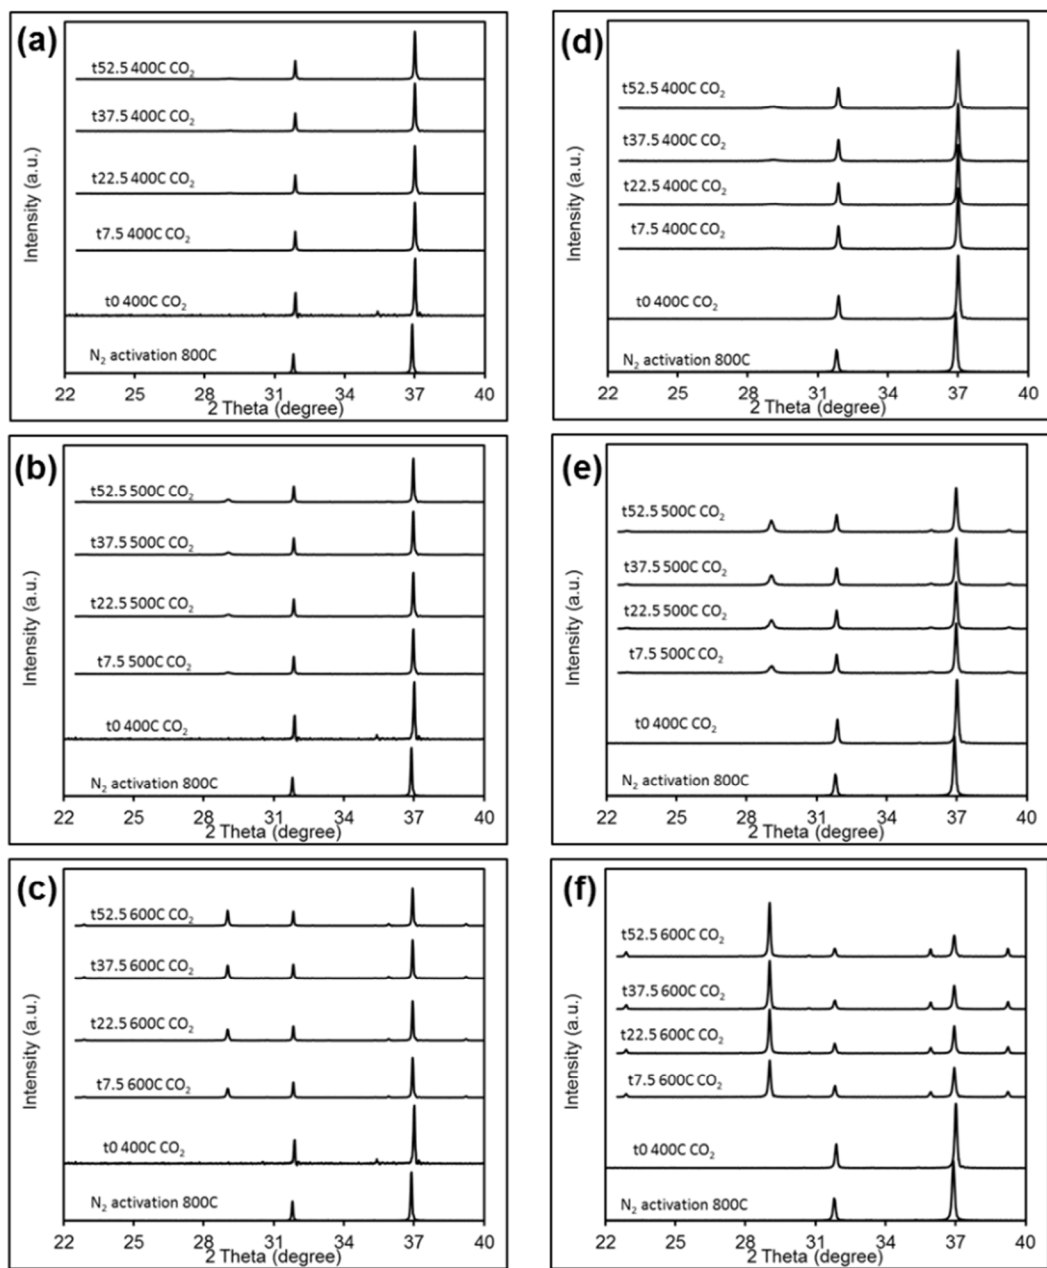 (a)
Intensity (a.u.)
t52.5 400C CO₂
t37.5 400C CO₂
t22.5 400C CO₂
t7.5 400C CO₂
t0 400C CO₂
N₂ activation 800C
22 25 28 31 34 37 40
2 Theta (degree)
(d)
Intensity (a.u.)
t52.5 400C CO₂
t37.5 400C CO₂
t22.5 400C CO₂
t7.5 400C CO₂
t0 400C CO₂
N₂ activation 800C
22 25 28 31 34 37 40
2 Theta (degree)
(b)
Intensity (a.u.)
t52.5 500C CO₂
t37.5 500C CO₂
t22.5 500C CO₂
t7.5 500C CO₂
t0 400C CO₂
N₂ activation 800C
22 25 28 31 34 37 40
2 Theta (degree)
(e)
Intensity (a.u.)
t52.5 500C CO₂
t37.5 500C CO₂
t22.5 500C CO₂
t7.5 500C CO₂
t0 400C CO₂
N₂ activation 800C
22 25 28 31 34 37 40
2 Theta (degree)
(c)
Intensity (a.u.)
t52.5 600C CO₂
t37.5 600C CO₂
t22.5 600C CO₂
t7.5 600C CO₂
t0 400C CO₂
N₂ activation 800C
22 25 28 31 34 37 40
2 Theta (degree)
(f)
Intensity (a.u.)
t52.5 600C CO₂
t37.5 600C CO₂
t22.5 600C CO₂
t7.5 600C CO₂
t0 400C CO₂
N₂ activation 800C
22 25 28 31 34 37 40
2 Theta (degree)